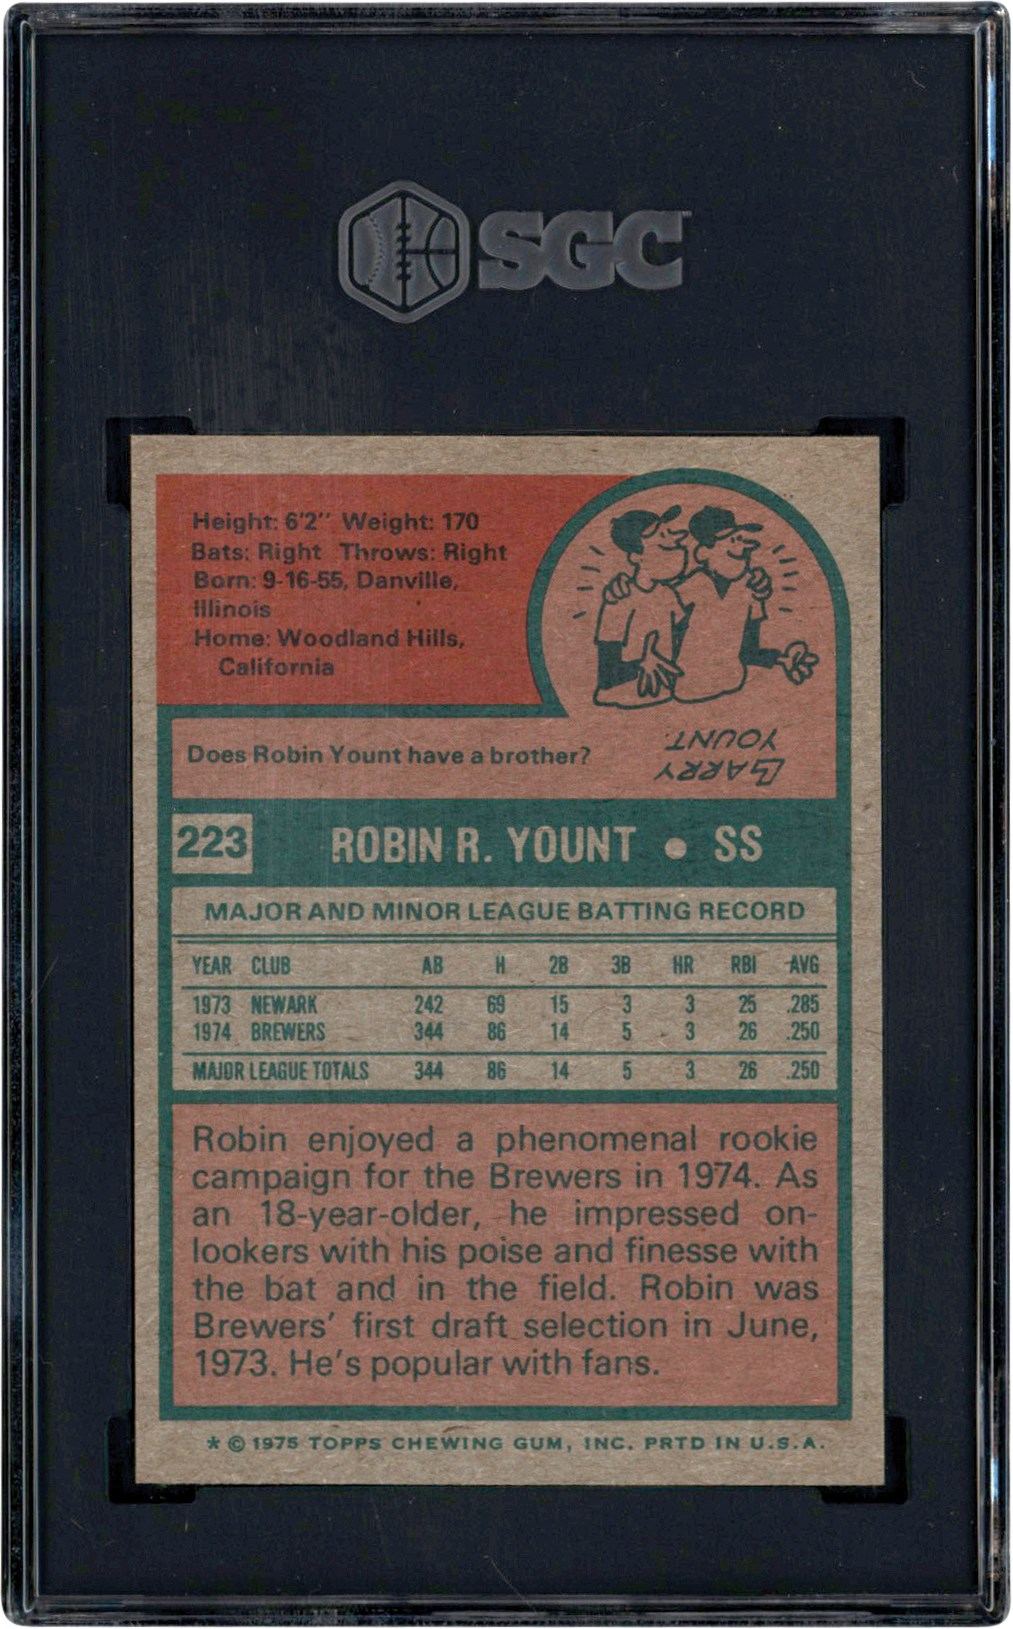 SGC
Height: 6'2" Weight: 170
Bats: Right Throws: Right
Born: 9-16-55, Danville,
Illinois
Home: Woodland Hills,
California
Does Robin Yount have a brother?
LARRY
YOUNT.
223 ROBIN R. YOUNT • SS
MAJOR AND MINOR LEAGUE BATTING RECORD
YEAR CLUB AB H 2B 3B HR RBI AVG
1973 NEWARK 242 69 15 3 3 25 .285
1974 BREWERS 344 86 14 5 3 26 .250
MAJOR LEAGUE TOTALS 344 86 14 5 3 26 .250
Robin enjoyed a phenomenal rookie
campaign for the Brewers in 1974. As
an 18-year-older, he impressed on-
lookers with his poise and finesse with
the bat and in the field. Robin was
Brewers' first draft selection in June,
1973. He's popular with fans.
* © 1975 TOPPS CHEWING GUM, INC. PRTD IN U.S.A.